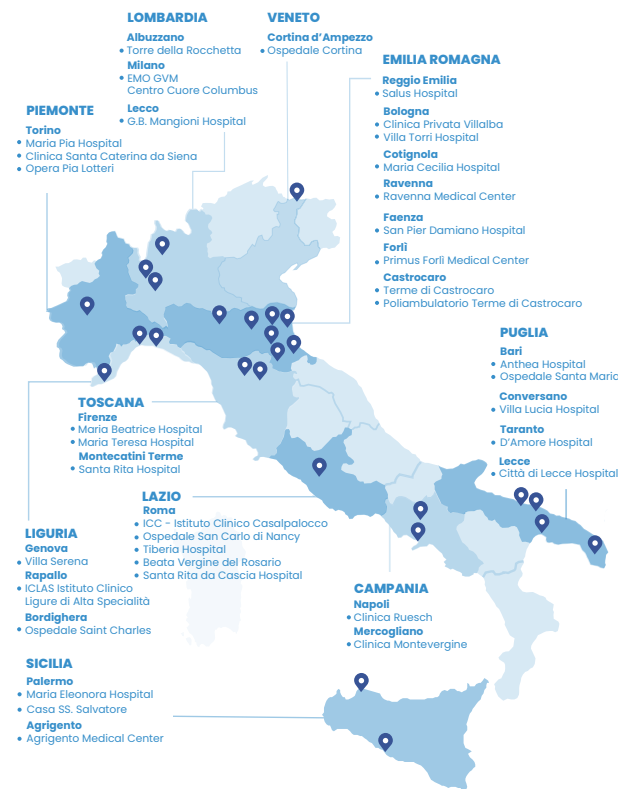 LOMBARDIA
Albuzzano
• Torre della Rocchetta
Milano
• EMO GVM
Centro Cuore Columbus
Lecco
• G.B. Mangioni Hospital
VENETO
Cortina d'Ampezzo
• Ospedale Cortina
EMILIA ROMAGNA
Reggio Emilia
• Salus Hospital
Bologna
• Clinica Privata Villalba
• Villa Torri Hospital
Cotignola
• Maria Cecilia Hospital
Ravenna
• Ravenna Medical Center
Faenza
• San Pier Damiano Hospital
Forlì
• Primus Forlì Medical Center
Castrocaro
• Terme di Castrocaro
• Poliambulatorio Terme di Castrocaro
PIEMONTE
Torino
• Maria Pia Hospital
• Clinica Santa Caterina da Siena
• Opera Pia Lotteri
PUGLIA
Bari
• Anthea Hospital
• Ospedale Santa Maria
Conversano
• Villa Lucia Hospital
Taranto
• D'Amore Hospital
Lecce
• Città di Lecce Hospital
TOSCANA
Firenze
• Maria Beatrice Hospital
• Maria Teresa Hospital
Montecatini Terme
• Santa Rita Hospital
LAZIO
Roma
• ICC - Istituto Clinico Casalpalocco
• Ospedale San Carlo di Nancy
• Tiberia Hospital
• Beata Vergine del Rosario
• Santa Rita da Cascia Hospital
LIGURIA
Genova
• Villa Serena
Rapallo
• ICLAS Istituto Clinico
Ligure di Alta Specialità
Bordighera
• Ospedale Saint Charles
CAMPANIA
Napoli
• Clinica Ruesch
Mercogliano
• Clinica Montevergine
SICILIA
Palermo
• Maria Eleonora Hospital
• Casa SS. Salvatore
Agrigento
• Agrigento Medical Center